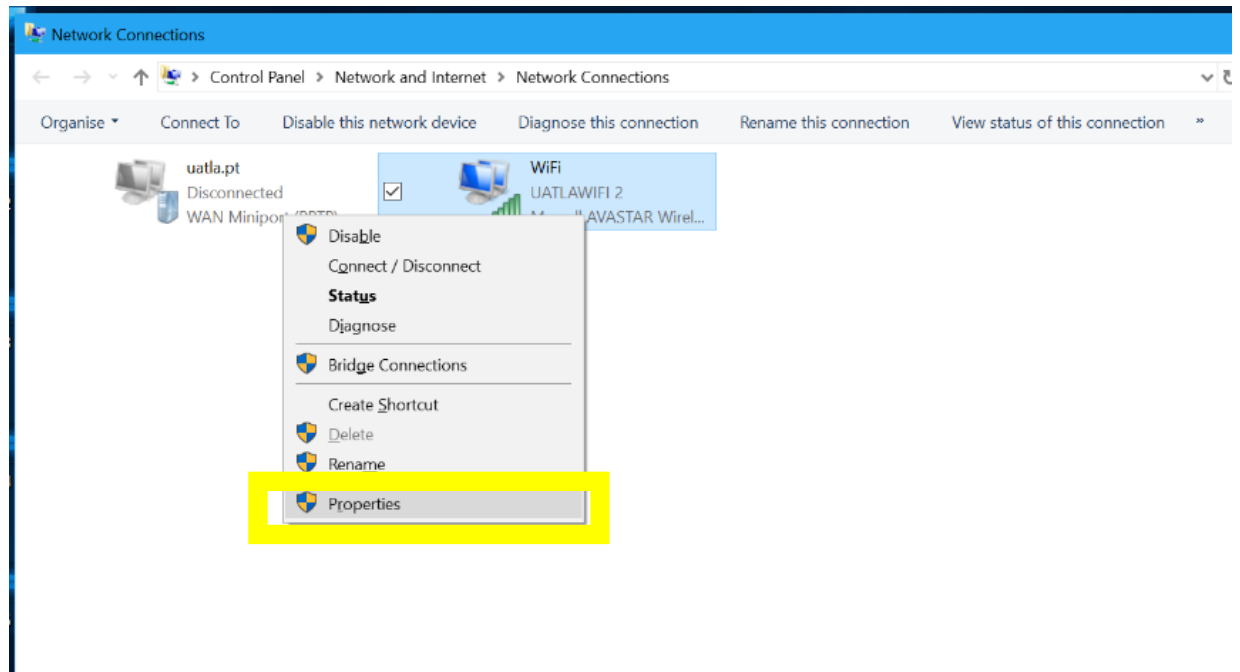 Network Connections
Control Panel > Network and Internet > Network Connections
Organise Connect To Disable this network device Diagnose this connection Rename this connection View status of this connection »
uatla.pt
Disconnected
WAN Miniport (PPTP)
WiFi
UATLAWIFI 2
AVASTAR Wirel...
Disable
Connect / Disconnect
Status
Diagnose
Bridge Connections
Create Shortcut
Delete
Rename
Properties